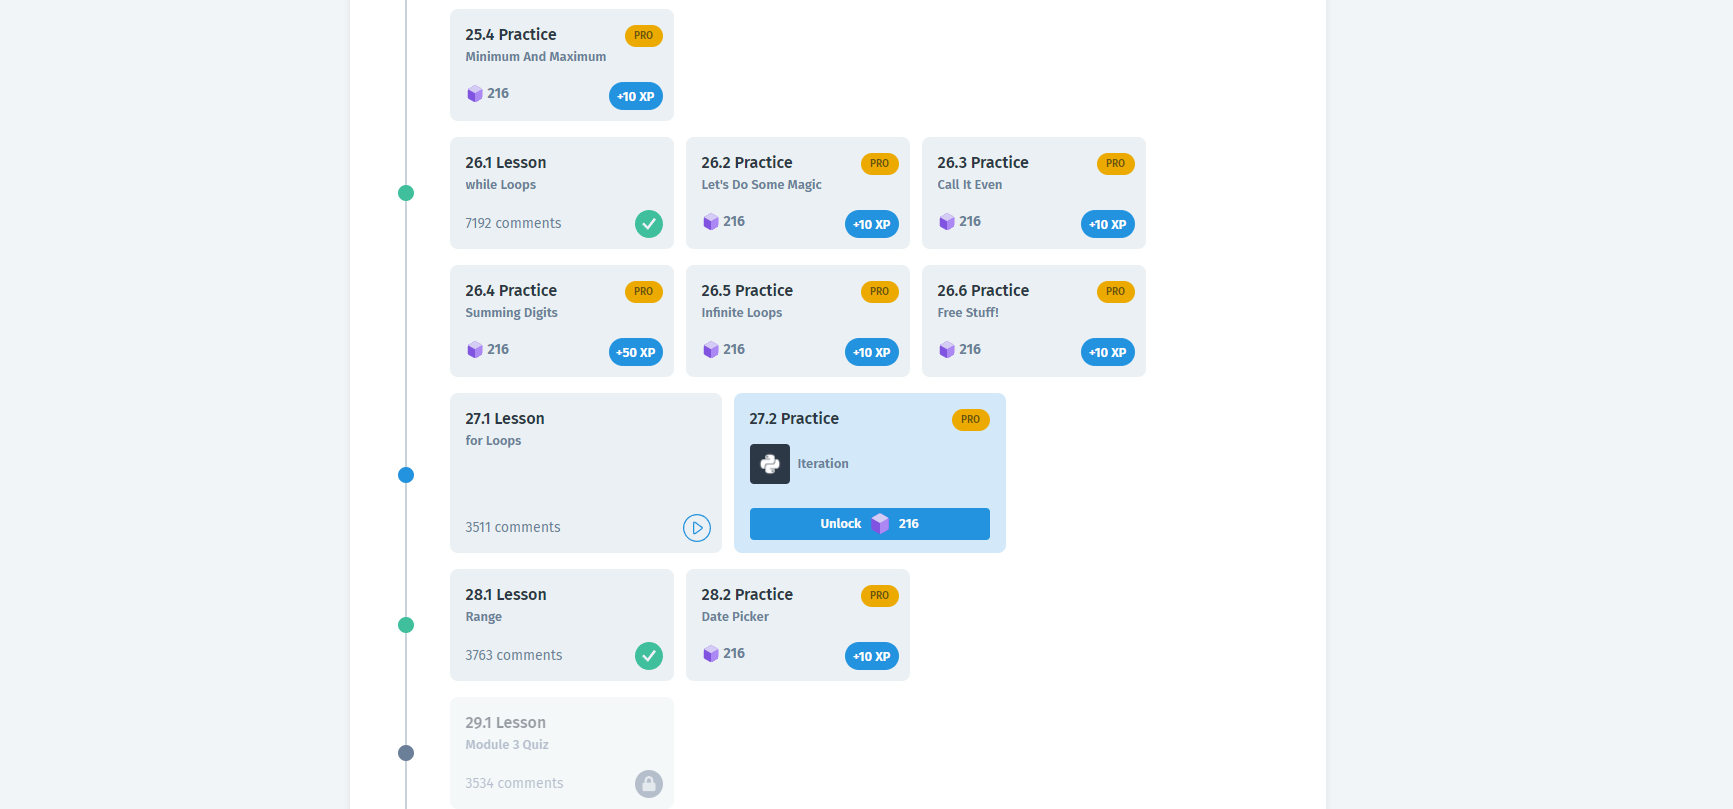 25.4 Practice
PRO
Minimum And Maximum
216
+10 XP
26.1 Lesson
while Loops
7192 comments
26.2 Practice
PRO
Let's Do Some Magic
216
+10 XP
26.3 Practice
PRO
Call It Even
216
+10 XP
26.4 Practice
PRO
Summing Digits
216
+50 XP
26.5 Practice
PRO
Infinite Loops
216
+10 XP
26.6 Practice
PRO
Free Stuff!
216
+10 XP
27.1 Lesson
for Loops
3511 comments
27.2 Practice
PRO
Iteration
Unlock 216
28.1 Lesson
Range
3763 comments
28.2 Practice
PRO
Date Picker
216
+10 XP
29.1 Lesson
Module 3 Quiz
3534 comments